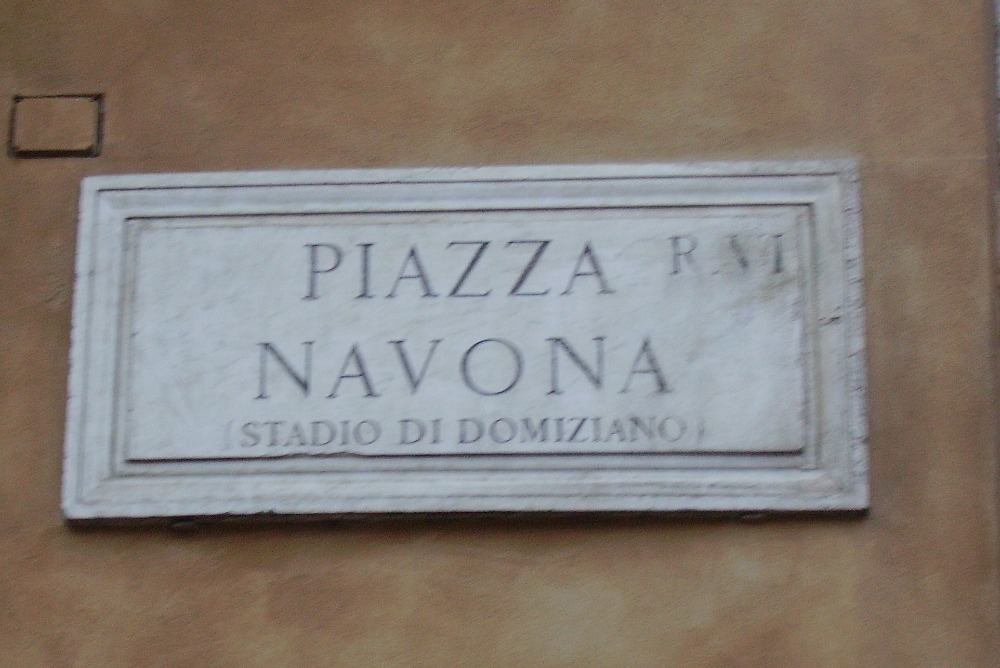 PIAZZA R. VI
NAVONA
(STADIO DI DOMIZIANO)